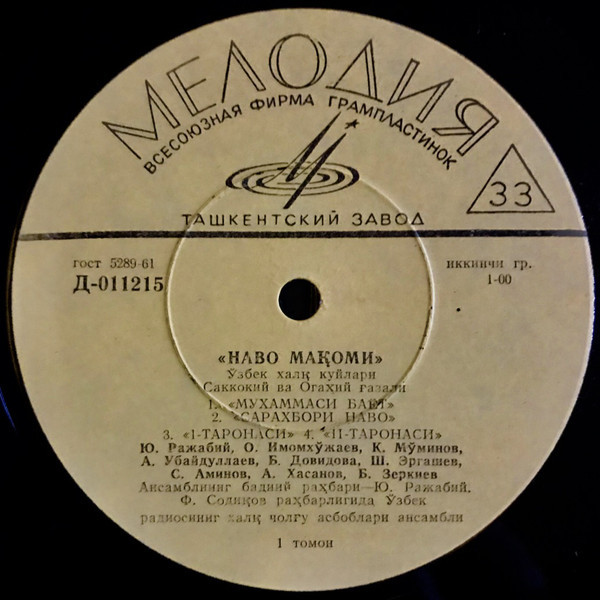 МЕЛОДИЯ
ВСЕСОЮЗНАЯ ФИРМА ГРАМПЛАСТИНОК
33
ТАШКЕНТСКИЙ ЗАВОД
гост 5289-61
Д-011215
иккинчи гр.
1-00
«НАВО МАҚОМИ»
Ўзбек халқ куйлари
Саккокий ва Огаҳий ғазали
1. «МУХАММАСИ БАЁТ»
2. «САРАХБОРИ НАВО»
3. «I-ТАРОНАСИ» 4. «II-ТАРОНАСИ»
Ю. Ражабий, О. Имомхўжаев, К. Мўминов,
А. Убайдуллаев, Б. Довидова, Ш. Эргашев,
С. Аминов, А. Хасанов, Б. Зеркиев
Ансамблининг бадиий раҳбари—Ю. Ражабий.
Ф. Содиқов раҳбарлигида Ўзбек
радиосининг халқ чолғу асбоблари ансамбли
1 томон